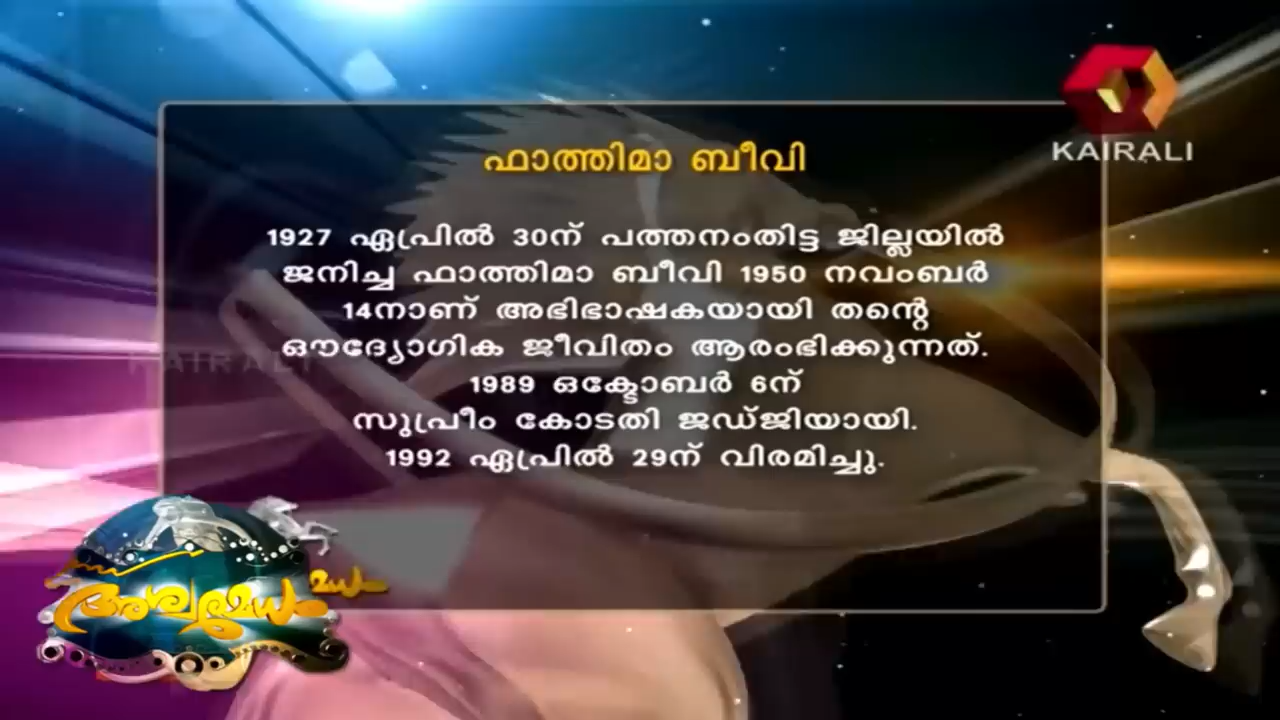 KAIRALI
ഫാത്തിമാ ബീവി
1927 ഏപ്രിൽ 30ന് പത്തനംതിട്ട ജില്ലയിൽ
ജനിച്ച ഫാത്തിമാ ബീവി 1950 നവംബർ
14നാണ് അഭിഭാഷകയായി തന്റെ
ഔദ്യോഗിക ജീവിതം ആരംഭിക്കുന്നത്.
KAIRALI
1989 ഒക്ടോബർ 6ന്
സുപ്രീം കോടതി ജഡ്ജിയായി.
1992 ഏപ്രിൽ 29ന് വിരമിച്ചു.
അശ്വമേധം